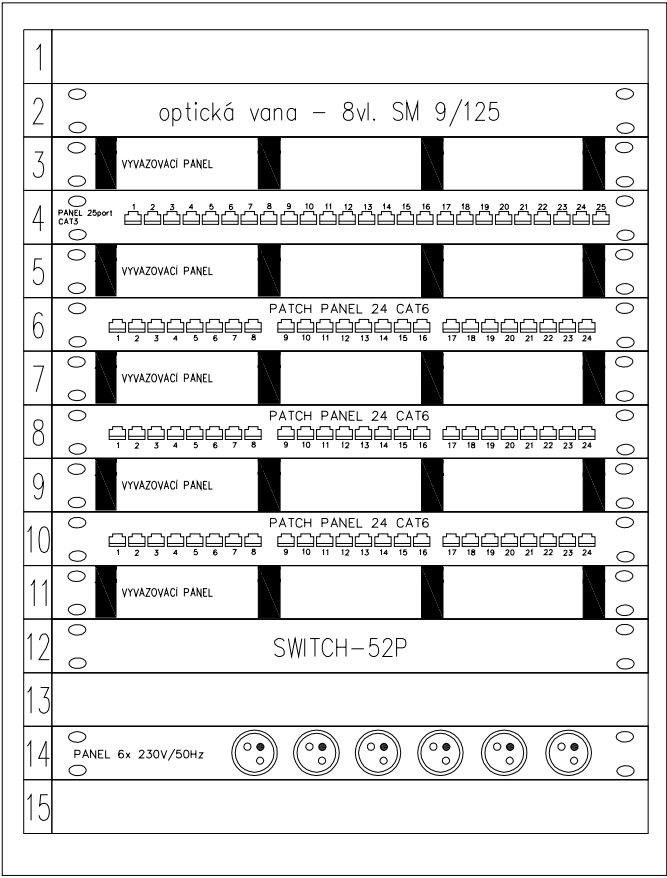 1
2 optická vana - 8vl. SM 9/125
3 VYVAZOVACÍ PANEL
4 PANEL 25port CAT3
1 2 3 4 5 6 7 8 9 10 11 12 13 14 15 16 17 18 19 20 21 22 23 24 25
5 VYVAZOVACÍ PANEL
6 PATCH PANEL 24 CAT6
1 2 3 4 5 6 7 8 9 10 11 12 13 14 15 16 17 18 19 20 21 22 23 24
7 VYVAZOVACÍ PANEL
8 PATCH PANEL 24 CAT6
1 2 3 4 5 6 7 8 9 10 11 12 13 14 15 16 17 18 19 20 21 22 23 24
9 VYVAZOVACÍ PANEL
10 PATCH PANEL 24 CAT6
1 2 3 4 5 6 7 8 9 10 11 12 13 14 15 16 17 18 19 20 21 22 23 24
11 VYVAZOVACÍ PANEL
12 SWITCH-52P
13
14 PANEL 6x 230V/50Hz
15